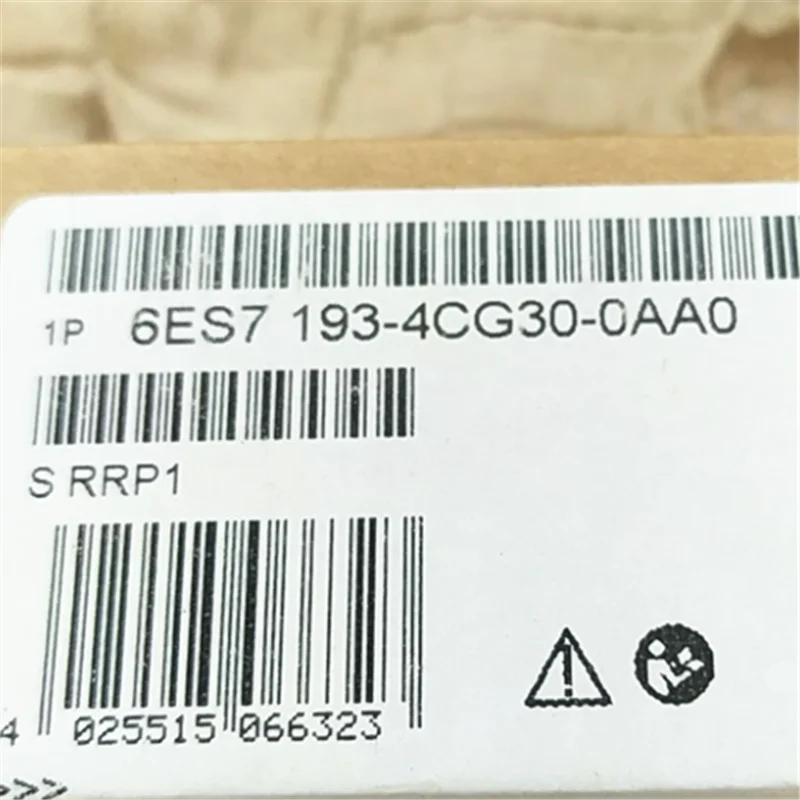 1P 6ES7 193-4CG30-0AA0
S RRP1
4 025515 066323
>>>